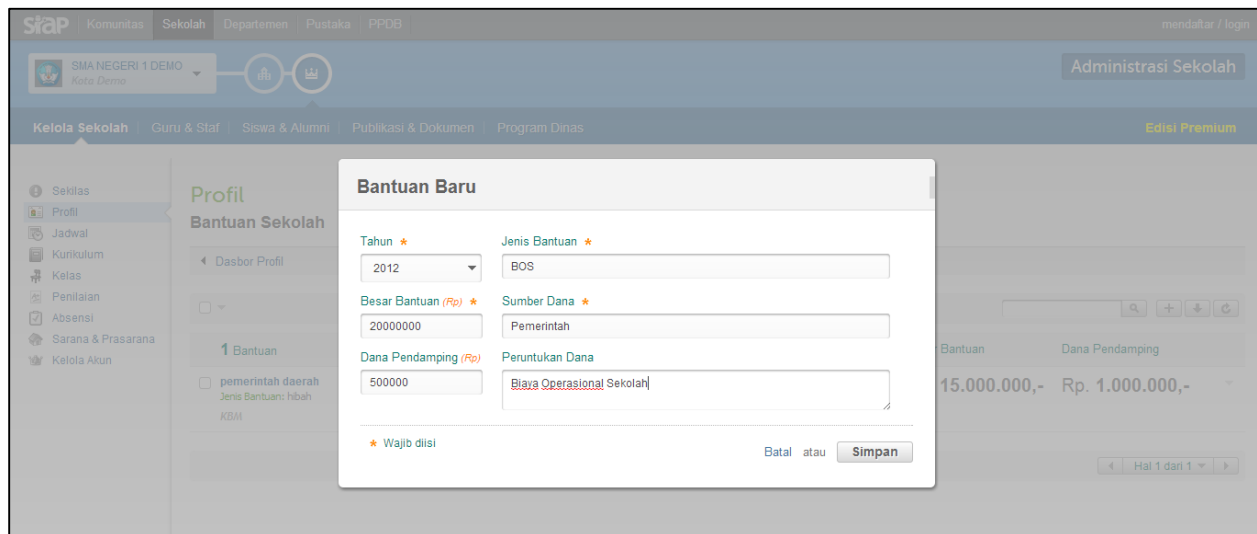 siap Komunitas Sekolah Departemen Pustaka PPDB mendaftar / login
SMA NEGERI 1 DEMO
Kota Demo
Administrasi Sekolah
Kelola Sekolah Guru & Staf Siswa & Alumni Publikasi & Dokumen Program Dinas Edisi Premium
Sekilas
Profil
Jadwal
Kurikulum
Kelas
Penilaian
Absensi
Sarana & Prasarana
Kelola Akun
Profil
Bantuan Sekolah
Dasbor Profil
1 Bantuan
Bantuan Dana Pendamping
pemerintah daerah
Jenis Bantuan: hibah
KBM
15.000.000,- Rp. 1.000.000,-
Hal 1 dari 1
Bantuan Baru
Tahun * Jenis Bantuan *
2012 BOS
Besar Bantuan (Rp) * Sumber Dana *
20000000 Pemerintah
Dana Pendamping (Rp) Peruntukan Dana
500000 Biaya Operasional Sekolah
* Wajib diisi
Batal atau Simpan